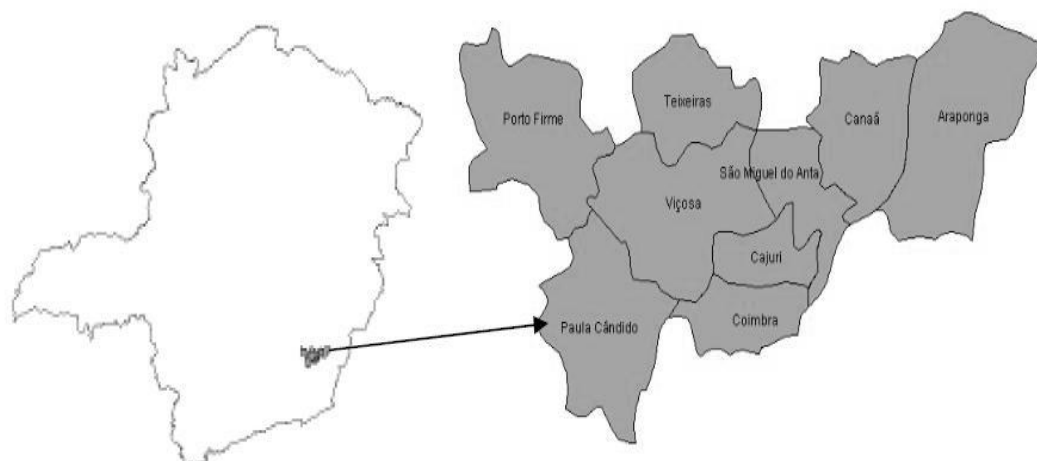 Porto Firme
Teixeiras
Canaã
Araponga
São Miguel do Anta
Viçosa
Cajuri
Paula Cândido
Coimbra